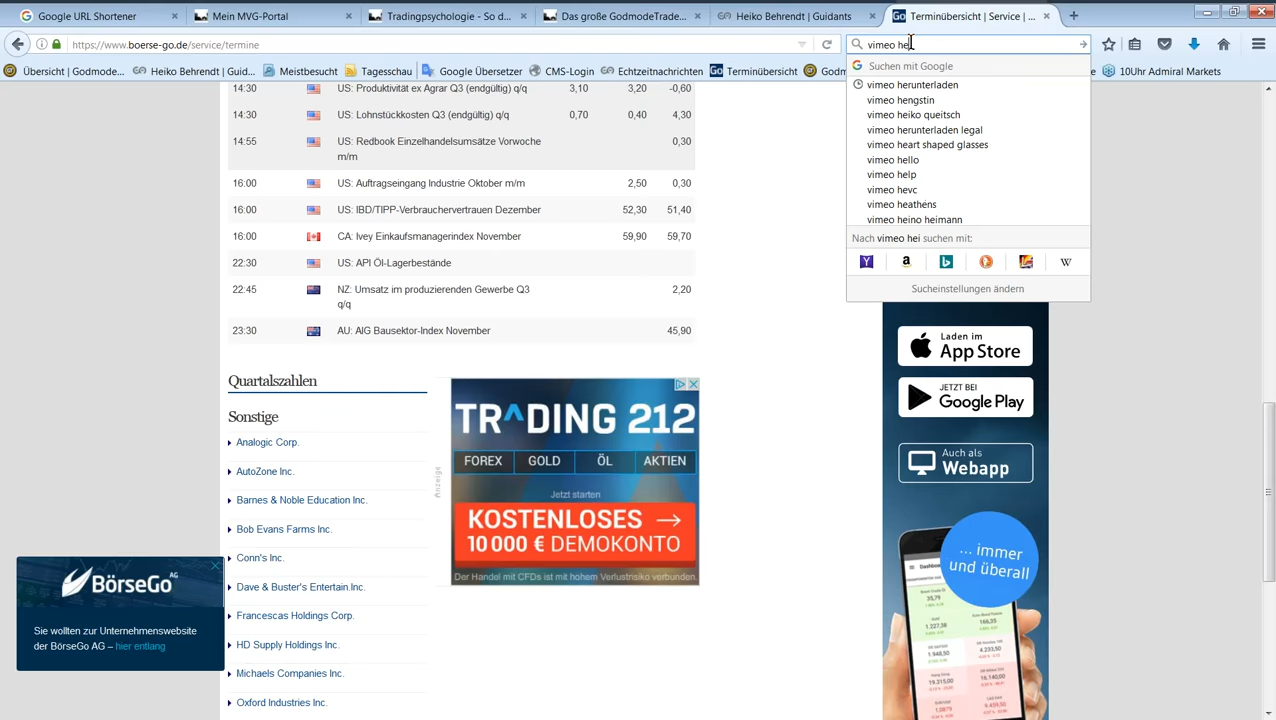 Google URL Shortener
Mein MVG-Portal
Tradingpsychologie - So d...
Das große GodmodeTrade...
Heiko Behrendt | Guidants
Go Terminübersicht | Service | ...
https://www.boerse-go.de/service/termine
vimeo hei
Übersicht | Godmode...
Meistbesucht
Tagesschau
Google Übersetzer
CMS-Login
Echtzeitnachrichten
Go Terminübersicht
Godm
10Uhr Admiral Markets
Suchen mit Google
vimeo herunterladen
vimeo hengstin
vimeo heiko queitsch
vimeo herunterladen legal
vimeo heart shaped glasses
vimeo hello
vimeo help
vimeo hevc
vimeo heathens
vimeo heino heimann
Nach vimeo hei suchen mit:
Sucheinstellungen ändern
14:30 US: Produktivität ex Agrar Q3 (endgültig) q/q 3,10 3,20 -0,60
14:30 US: Lohnstückkosten Q3 (endgültig) q/q 0,70 0,40 4,30
14:55 US: Redbook Einzelhandelsumsätze Vorwoche 0,30
m/m
16:00 US: Auftragseingang Industrie Oktober m/m 2,50 0,30
16:00 US: IBD/TIPP-Verbrauchervertrauen Dezember 52,30 51,40
16:00 CA: Ivey Einkaufsmanagerindex November 59,90 59,70
22:30 US: API Öl-Lagerbestände
22:45 NZ: Umsatz im produzierenden Gewerbe Q3 2,20
q/q
23:30 AU: AIG Bausektor-Index November 45,90
Quartalszahlen
Sonstige
Analogic Corp.
AutoZone Inc.
Barnes & Noble Education Inc.
Bob Evans Farms Inc.
Conn's Inc.
ve & Buster's Entertain.Inc.
Francescas Holdings Corp.
HD Supply Holdings Inc.
Michaels Companies Inc.
Oxford Industries Inc.
BörseGo AG
Sie wollten zur Unternehmenswebsite
der BörseGo AG – hier entlang
Anzeige
TRADING 212
FOREX GOLD ÖL AKTIEN
Jetzt starten
KOSTENLOSES
10 000 € DEMOKONTO
Der Handel mit CFDs ist mit hohem Verlustrisiko verbunden.
Laden im
App Store
JETZT BEI
Google Play
Auch als
Webapp
... immer
und überall